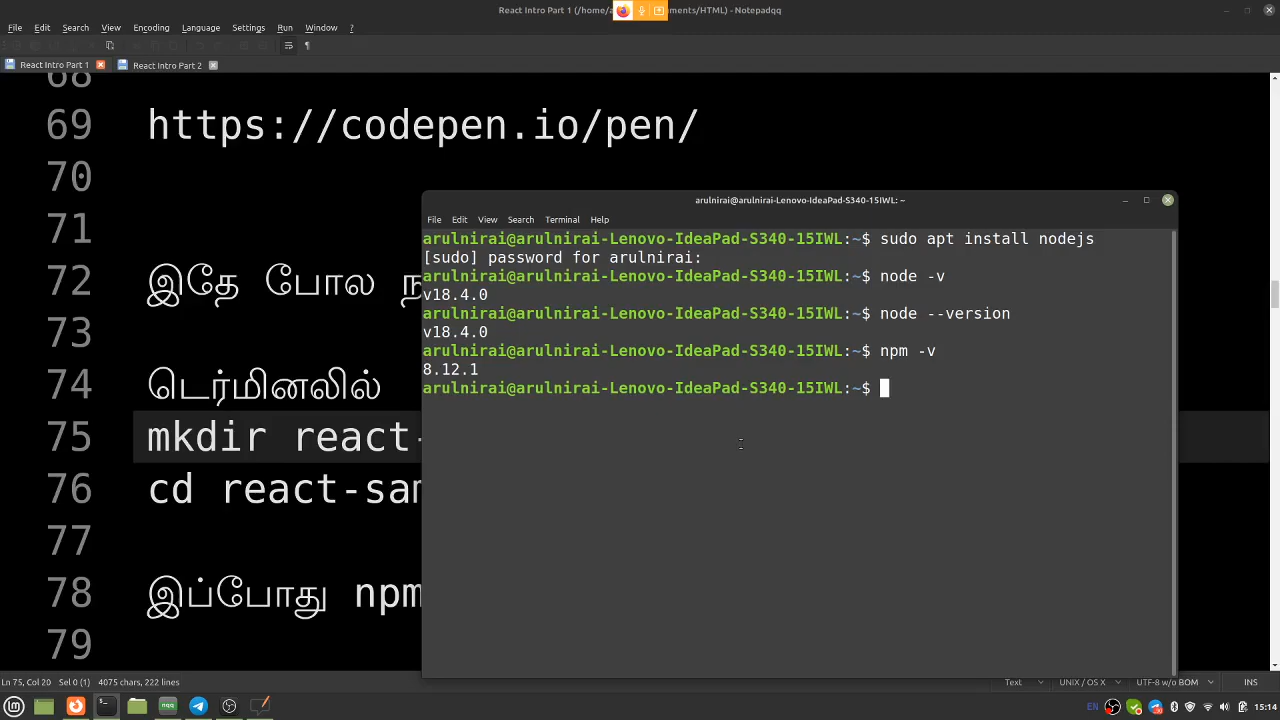 React Intro Part 1 (/home/a
ments/HTML) - Notepadqq
File Edit Search View Encoding Language Settings Run Window ?
React Intro Part 1 React Intro Part 2
68
69 https://codepen.io/pen/
70
71
72 இதே போல
73
74 டெர்மினலில்
75 mkdir react-
76 cd react-sam
77
78 இப்போது npm
79
arulnirai@arulnirai-Lenovo-IdeaPad-S340-15IWL: ~
File Edit View Search Terminal Help
arulnirai@arulnirai-Lenovo-IdeaPad-S340-15IWL:~$ sudo apt install nodejs
[sudo] password for arulnirai:
arulnirai@arulnirai-Lenovo-IdeaPad-S340-15IWL:~$ node -v
v18.4.0
arulnirai@arulnirai-Lenovo-IdeaPad-S340-15IWL:~$ node --version
v18.4.0
arulnirai@arulnirai-Lenovo-IdeaPad-S340-15IWL:~$ npm -v
8.12.1
arulnirai@arulnirai-Lenovo-IdeaPad-S340-15IWL:~$
Ln 75, Col 20 Sel 0 (1) 4075 chars, 222 lines Text UNIX / OS X UTF-8 w/o BOM INS
nqq EN 15:14